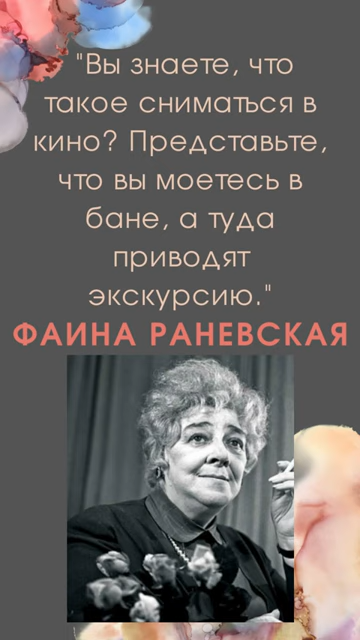 "Вы знаете, что
такое сниматься в
кино? Представьте,
что вы моетесь в
бане, а туда
приводят
экскурсию."
ФАИНА РАНЕВСКАЯ